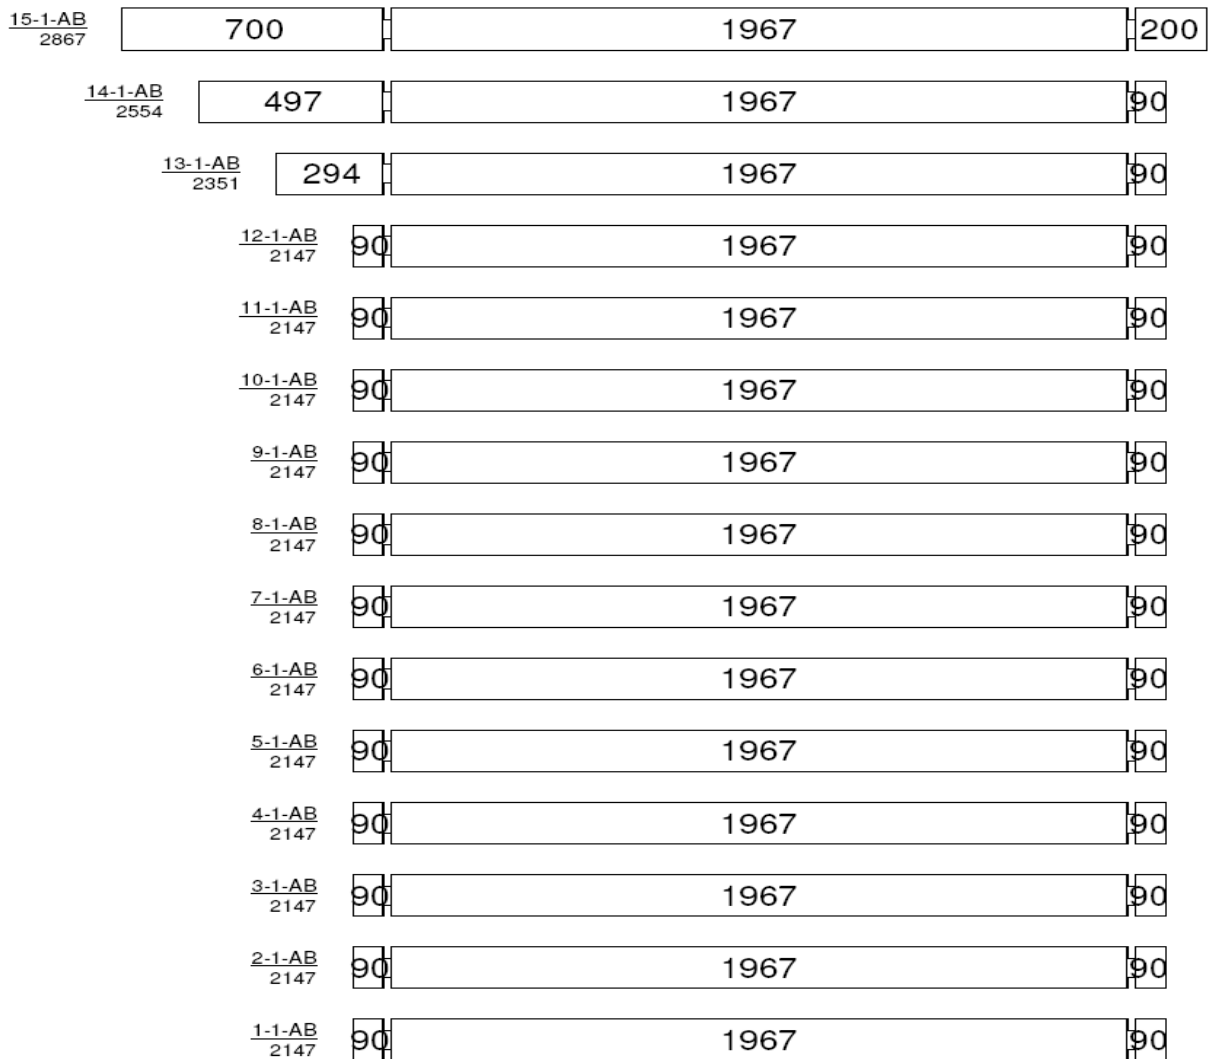 15-1-AB 700 1967 200
2867
14-1-AB 497 1967 90
2554
13-1-AB 294 1967 90
2351
12-1-AB 90 1967 90
2147
11-1-AB 90 1967 90
2147
10-1-AB 90 1967 90
2147
9-1-AB 90 1967 90
2147
8-1-AB 90 1967 90
2147
7-1-AB 90 1967 90
2147
6-1-AB 90 1967 90
2147
5-1-AB 90 1967 90
2147
4-1-AB 90 1967 90
2147
3-1-AB 90 1967 90
2147
2-1-AB 90 1967 90
2147
1-1-AB 90 1967 90
2147